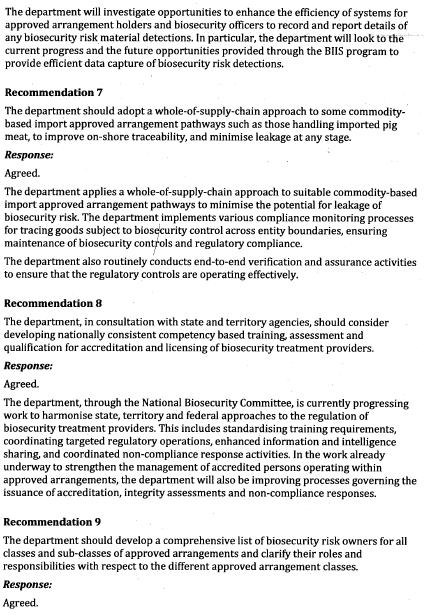 The department will investigate opportunities to enhance the efficiency of systems for
approved arrangement holders and biosecurity officers to record and report details of
any biosecurity risk material detections. In particular, the department will look to the
current progress and the future opportunities provided through the BIIS program to
provide efficient data capture of biosecurity risk detections.
Recommendation 7
The department should adopt a whole-of-supply-chain approach to some commodity-
based import approved arrangement pathways such as those handling imported pig
meat, to improve on-shore traceability, and minimise leakage at any stage.
Response:
Agreed.
The department applies a whole-of-supply-chain approach to suitable commodity-based
import approved arrangement pathways to minimise the potential for leakage of
biosecurity risk. The department implements various compliance monitoring processes
for tracing goods subject to biosecurity control across entity boundaries, ensuring
maintenance of biosecurity controls and regulatory compliance.
The department also routinely conducts end-to-end verification and assurance activities
to ensure that the regulatory controls are operating effectively.
Recommendation 8
The department, in consultation with state and territory agencies, should consider
developing nationally consistent competency based training, assessment and
qualification for accreditation and licensing of biosecurity treatment providers.
Response:
Agreed.
The department, through the National Biosecurity Committee, is currently progressing
work to harmonise state, territory and federal approaches to the regulation of
biosecurity treatment providers. This includes standardising training requirements,
coordinating targeted regulatory operations, enhanced information and intelligence
sharing, and coordinated non-compliance response activities. In the work already
underway to strengthen the management of accredited persons operating within
approved arrangements, the department will also be improving processes governing the
issuance of accreditation, integrity assessments and non-compliance responses.
Recommendation 9
The department should develop a comprehensive list of biosecurity risk owners for all
classes and sub-classes of approved arrangements and clarify their roles and
responsibilities with respect to the different approved arrangement classes.
Response:
Agreed.